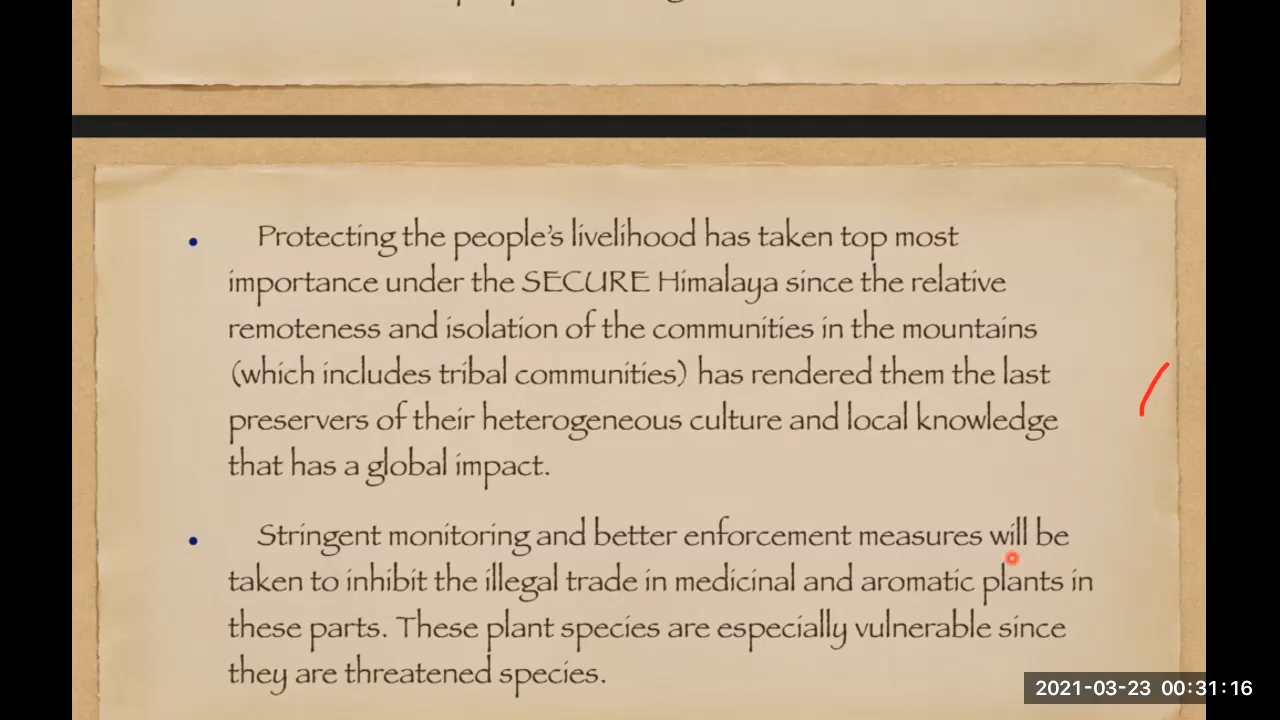 • Protecting the people's livelihood has taken top most
importance under the SECURE Himalaya since the relative
remoteness and isolation of the communities in the mountains
(which includes tribal communities) has rendered them the last
preservers of their heterogeneous culture and local knowledge
that has a global impact.
• Stringent monitoring and better enforcement measures will be
taken to inhibit the illegal trade in medicinal and aromatic plants in
these parts. These plant species are especially vulnerable since
they are threatened species.
2021-03-23 00:31:16